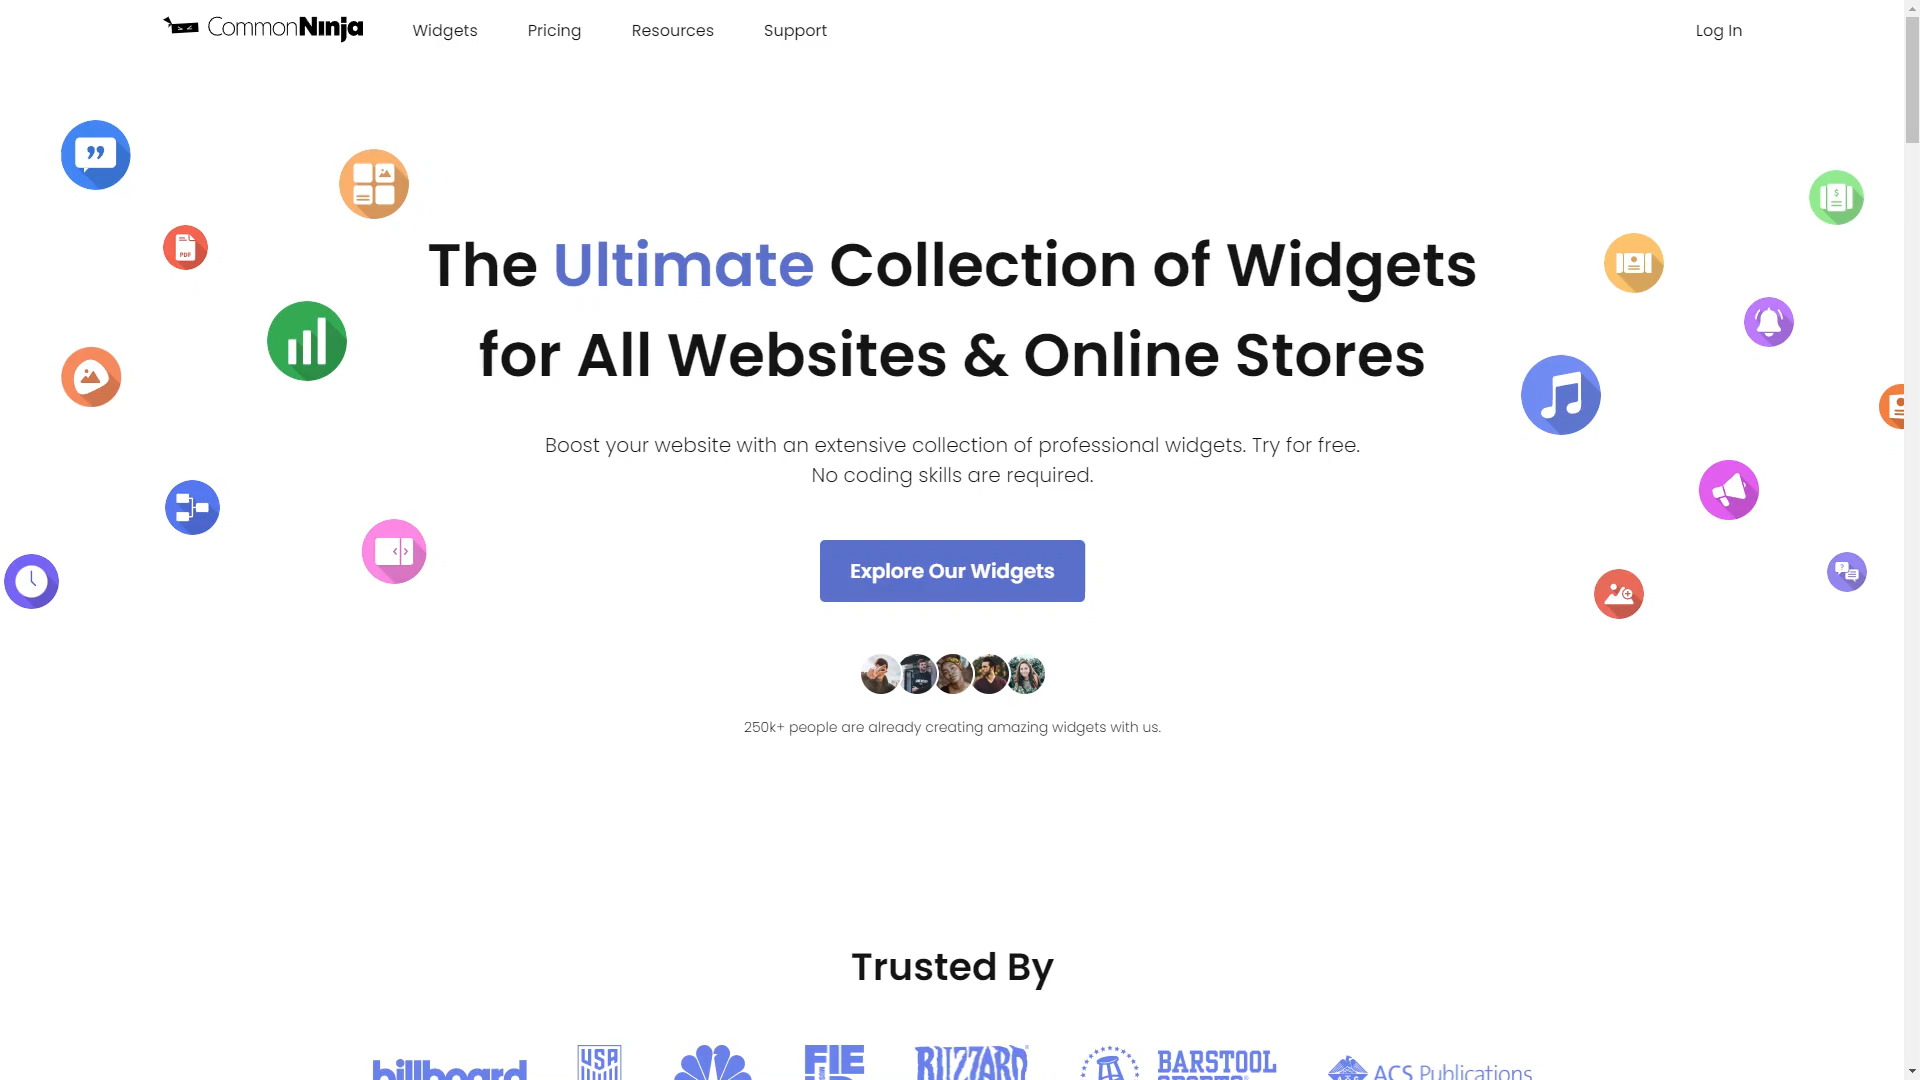 CommonNinja
Widgets
Pricing
Resources
Support
Log In
PDF
The Ultimate Collection of Widgets
for All Websites & Online Stores
Boost your website with an extensive collection of professional widgets. Try for free.
No coding skills are required.
Explore Our Widgets
250k+ people are already creating amazing widgets with us.
Trusted By
billboard
USA
BLIZZARD
BARSTOOL
SPORTS
ACS Publications